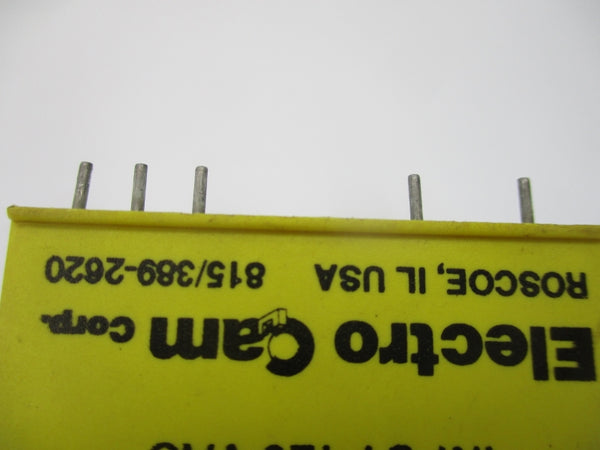 Electro Cam Corp.
ROSCOE, IL USA 815/389-2620